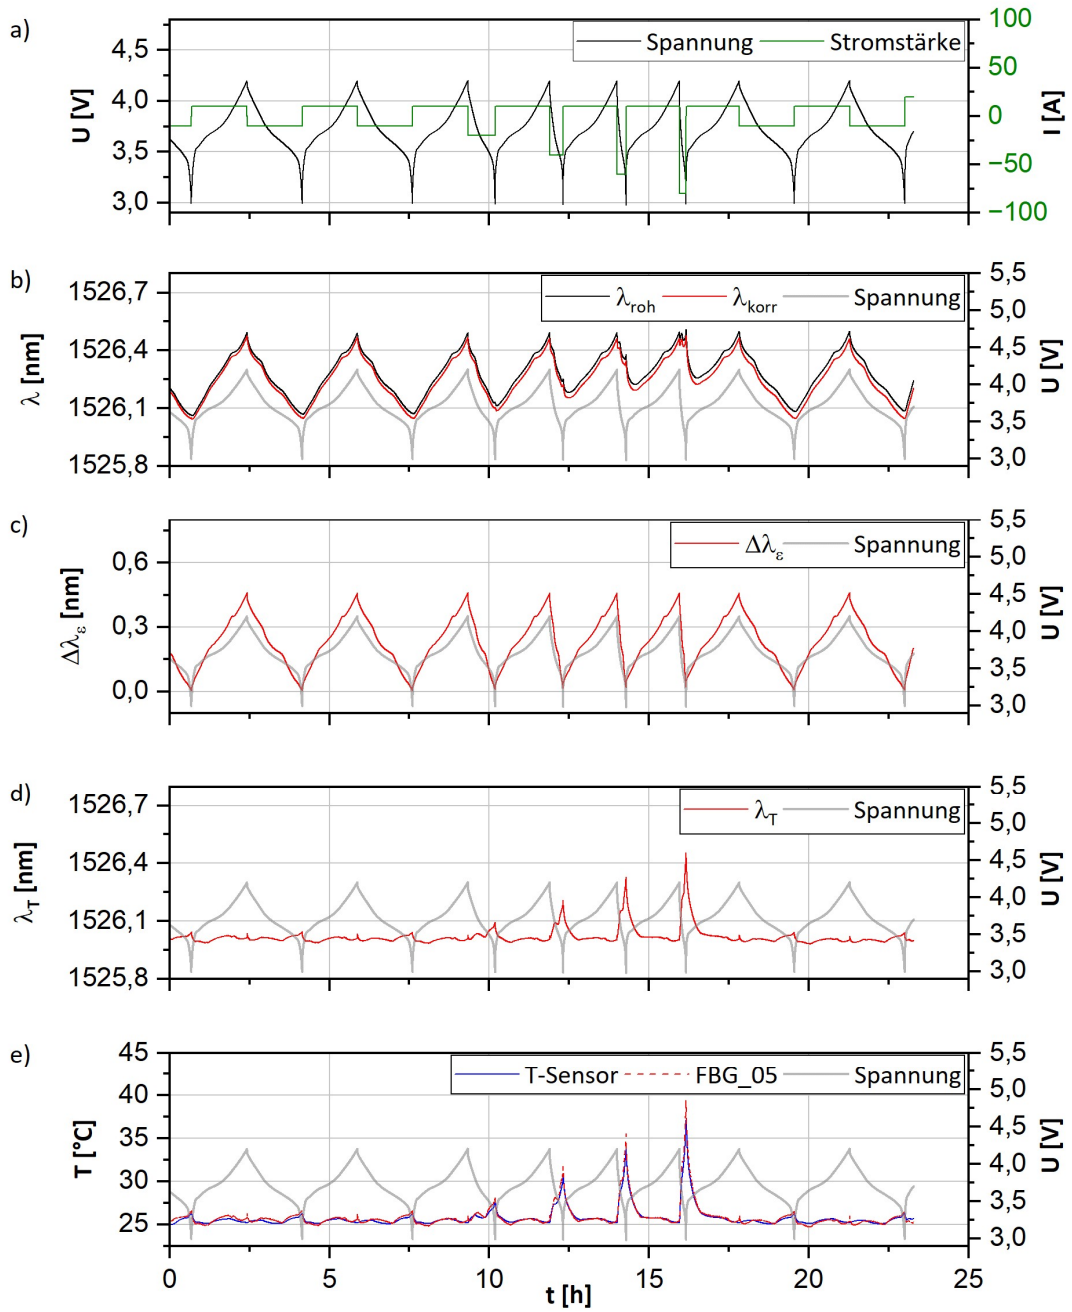 a)
4,5
4,0
3,5
3,0
U [V]
Spannung Stromstärke
100
50
0
−50
−100
I [A]
b)
1526,7
1526,4
1526,1
1525,8
λ [nm]
λroh λkorr Spannung
5,5
5,0
4,5
4,0
3,5
3,0
U [V]
c)
0,6
0,3
0,0
Δλε [nm]
Δλε Spannung
5,5
5,0
4,5
4,0
3,5
3,0
U [V]
d)
1526,7
1526,4
1526,1
1525,8
λT [nm]
λT Spannung
5,5
5,0
4,5
4,0
3,5
3,0
U [V]
e)
45
40
35
30
25
T [°C]
T-Sensor FBG_05 Spannung
5,5
5,0
4,5
4,0
3,5
3,0
U [V]
0 5 10 15 20 25
t [h]